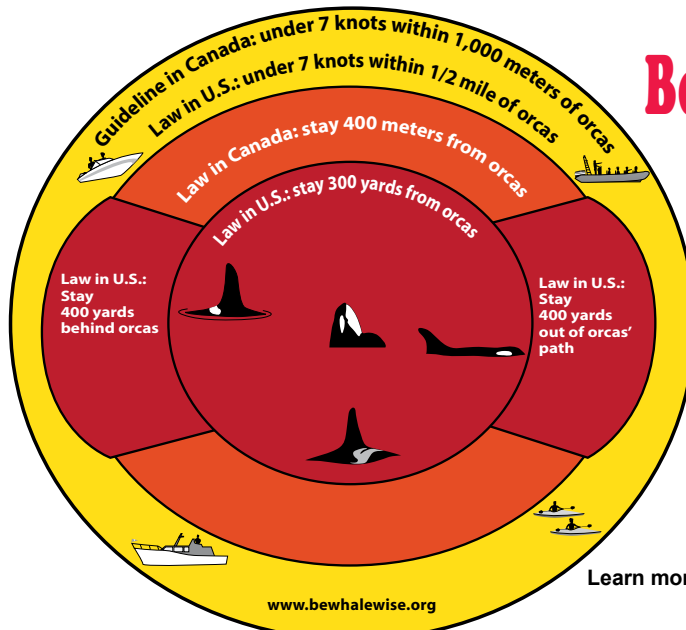 Guideline in Canada: under 7 knots within 1,000 meters of orcas
Law in U.S.: under 7 knots within 1/2 mile of orcas
Law in Canada: stay 400 meters from orcas
Law in U.S.: stay 300 yards from orcas
Law in U.S.:
Stay
400 yards
behind orcas
Law in U.S.:
Stay
400 yards
out of orcas’
path
www.bewhalewise.org
Learn